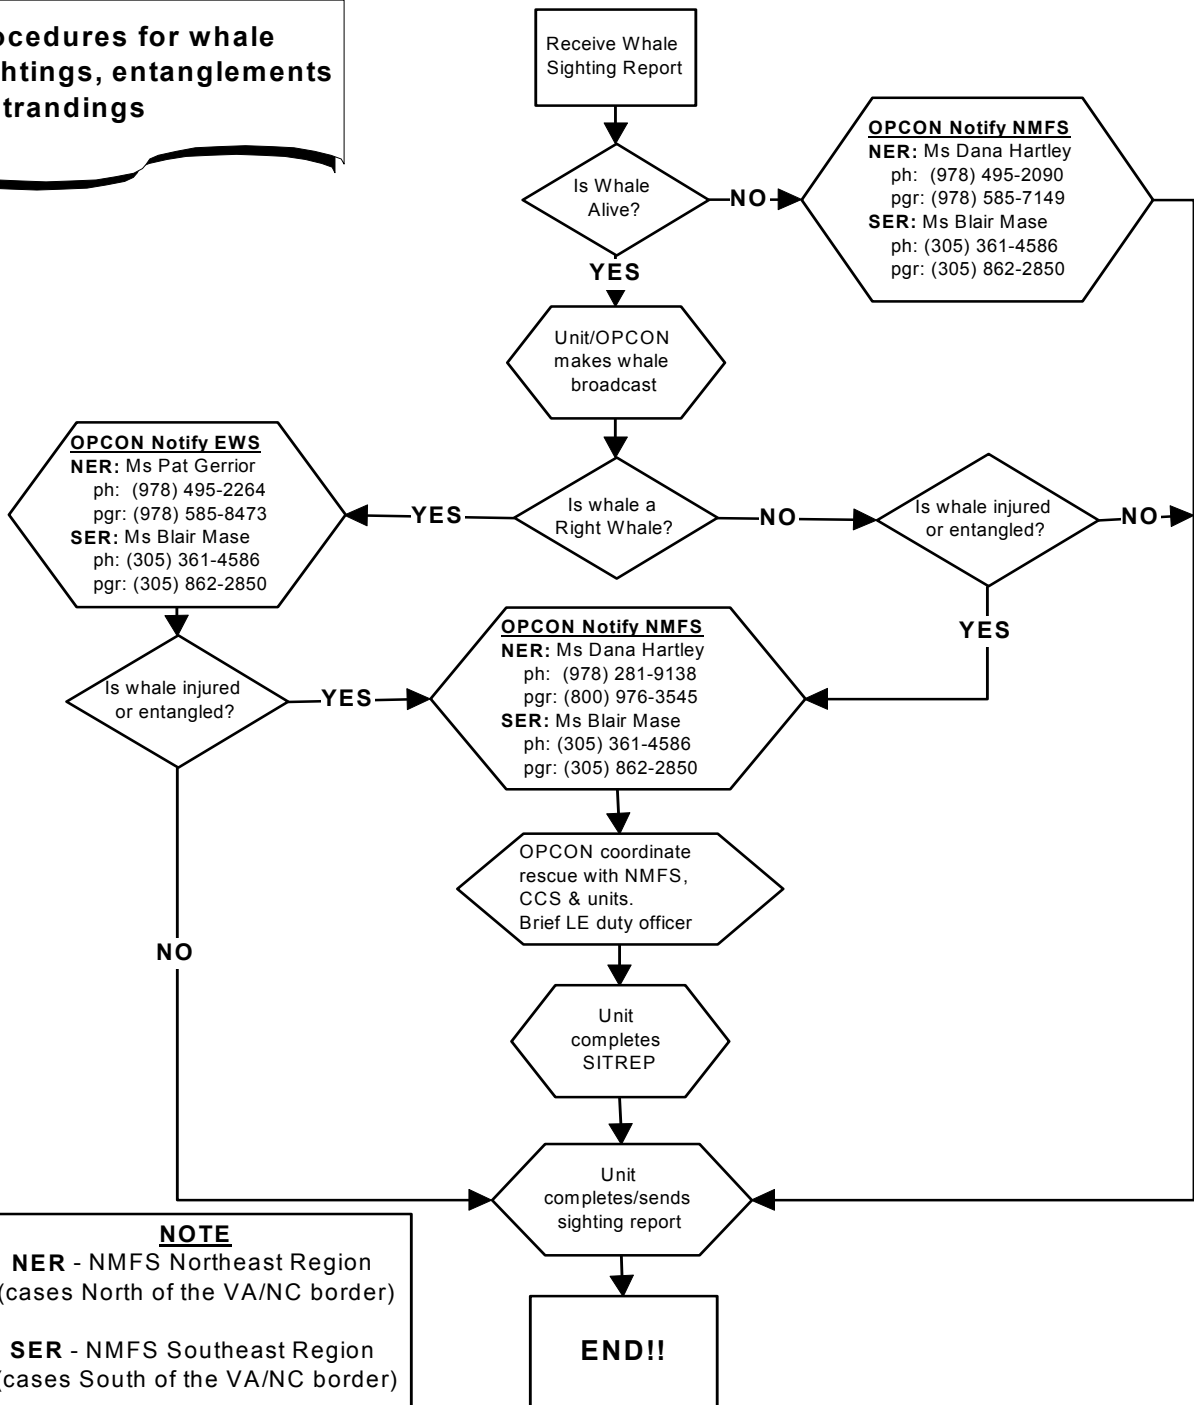 ocedures for whale
htings, entanglements
trandings
Receive Whale
Sighting Report
Is Whale
Alive?
NO
OPCON Notify NMFS
NER: Ms Dana Hartley
ph: (978) 495-2090
pgr: (978) 585-7149
SER: Ms Blair Mase
ph: (305) 361-4586
pgr: (305) 862-2850
YES
Unit/OPCON
makes whale
broadcast
OPCON Notify EWS
NER: Ms Pat Gerrior
ph: (978) 495-2264
pgr: (978) 585-8473
SER: Ms Blair Mase
ph: (305) 361-4586
pgr: (305) 862-2850
YES
Is whale a
Right Whale?
NO
Is whale injured
or entangled?
NO
YES
Is whale injured
or entangled?
YES
OPCON Notify NMFS
NER: Ms Dana Hartley
ph: (978) 281-9138
pgr: (800) 976-3545
SER: Ms Blair Mase
ph: (305) 361-4586
pgr: (305) 862-2850
OPCON coordinate
rescue with NMFS,
CCS & units.
Brief LE duty officer
NO
Unit
completes
SITREP
Unit
completes/sends
sighting report
NOTE
NER - NMFS Northeast Region
(cases North of the VA/NC border)
SER - NMFS Southeast Region
(cases South of the VA/NC border)
END!!